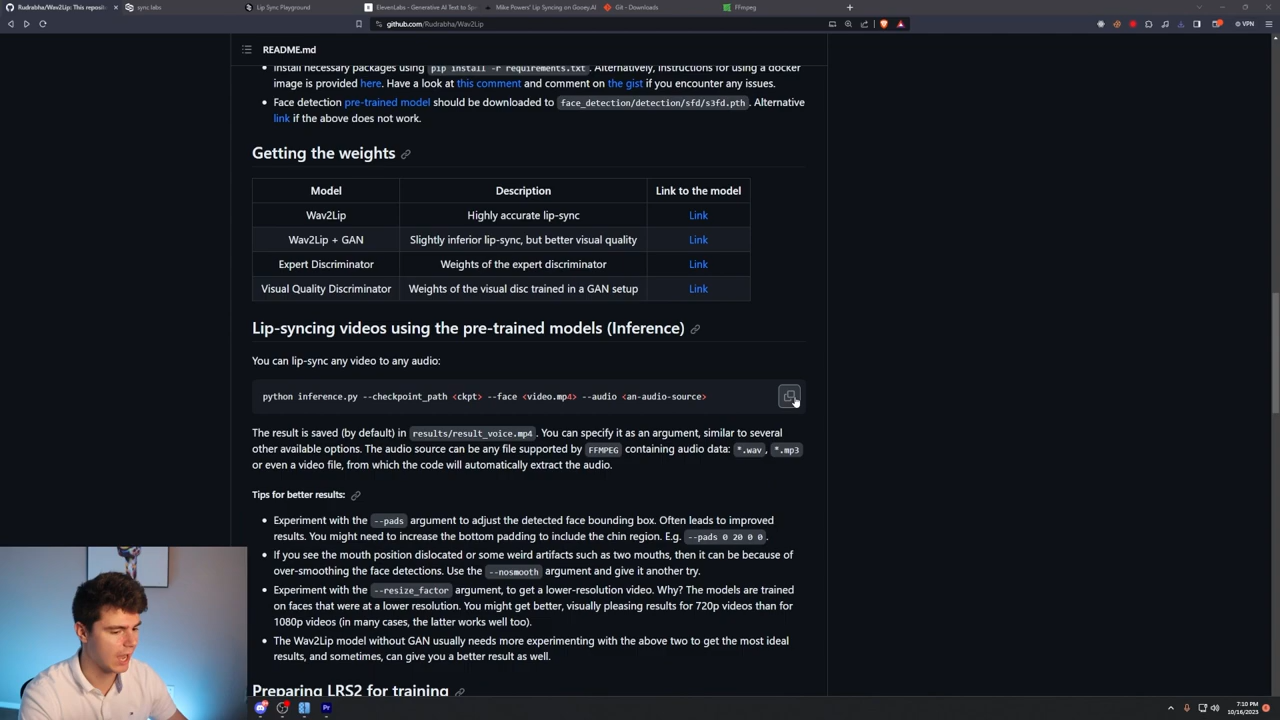 Rudrabha/Wav2Lip: This reposit
sync labs
Lip Sync Playground
ElevenLabs - Generative AI Text to Sp
Mike Powers' Lip Syncing on Gooey.AI
Git - Downloads
FFmpeg
github.com/Rudrabha/Wav2Lip
VPN
README.md
Install necessary packages using pip install -r requirements.txt. Alternatively, instructions for using a docker
image is provided here. Have a look at this comment and comment on the gist if you encounter any issues.
Face detection pre-trained model should be downloaded to face_detection/detection/sfd/s3fd.pth. Alternative
link if the above does not work.
Getting the weights
Model Description Link to the model
Wav2Lip Highly accurate lip-sync Link
Wav2Lip + GAN Slightly inferior lip-sync, but better visual quality Link
Expert Discriminator Weights of the expert discriminator Link
Visual Quality Discriminator Weights of the visual disc trained in a GAN setup Link
Lip-syncing videos using the pre-trained models (Inference)
You can lip-sync any video to any audio:
python inference.py --checkpoint_path <ckpt> --face <video.mp4> --audio <an-audio-source>
The result is saved (by default) in results/result_voice.mp4. You can specify it as an argument, similar to several
other available options. The audio source can be any file supported by FFMPEG containing audio data: *.wav, *.mp3
or even a video file, from which the code will automatically extract the audio.
Tips for better results:
Experiment with the --pads argument to adjust the detected face bounding box. Often leads to improved
results. You might need to increase the bottom padding to include the chin region. E.g. --pads 0 20 0 0.
If you see the mouth position dislocated or some weird artifacts such as two mouths, then it can be because of
over-smoothing the face detections. Use the --nosmooth argument and give it another try.
Experiment with the --resize_factor argument, to get a lower-resolution video. Why? The models are trained
on faces that were at a lower resolution. You might get better, visually pleasing results for 720p videos than for
1080p videos (in many cases, the latter works well too).
The Wav2Lip model without GAN usually needs more experimenting with the above two to get the most ideal
results, and sometimes, can give you a better result as well.
Preparing LRS2 for training
7:10 PM
10/16/2023